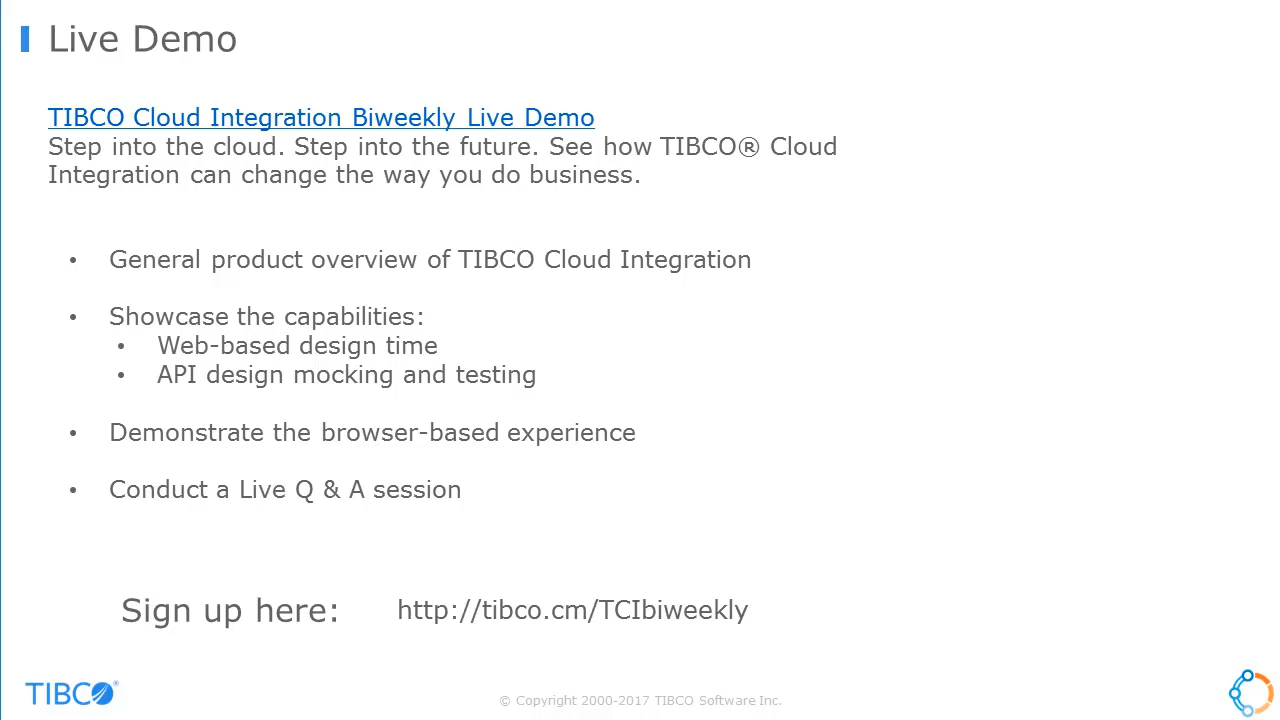 Live Demo
TIBCO Cloud Integration Biweekly Live Demo
Step into the cloud. Step into the future. See how TIBCO® Cloud
Integration can change the way you do business.
• General product overview of TIBCO Cloud Integration
• Showcase the capabilities:
• Web-based design time
• API design mocking and testing
• Demonstrate the browser-based experience
• Conduct a Live Q & A session
Sign up here: http://tibco.cm/TCIbiweekly
TIBCO®
© Copyright 2000-2017 TIBCO Software Inc.